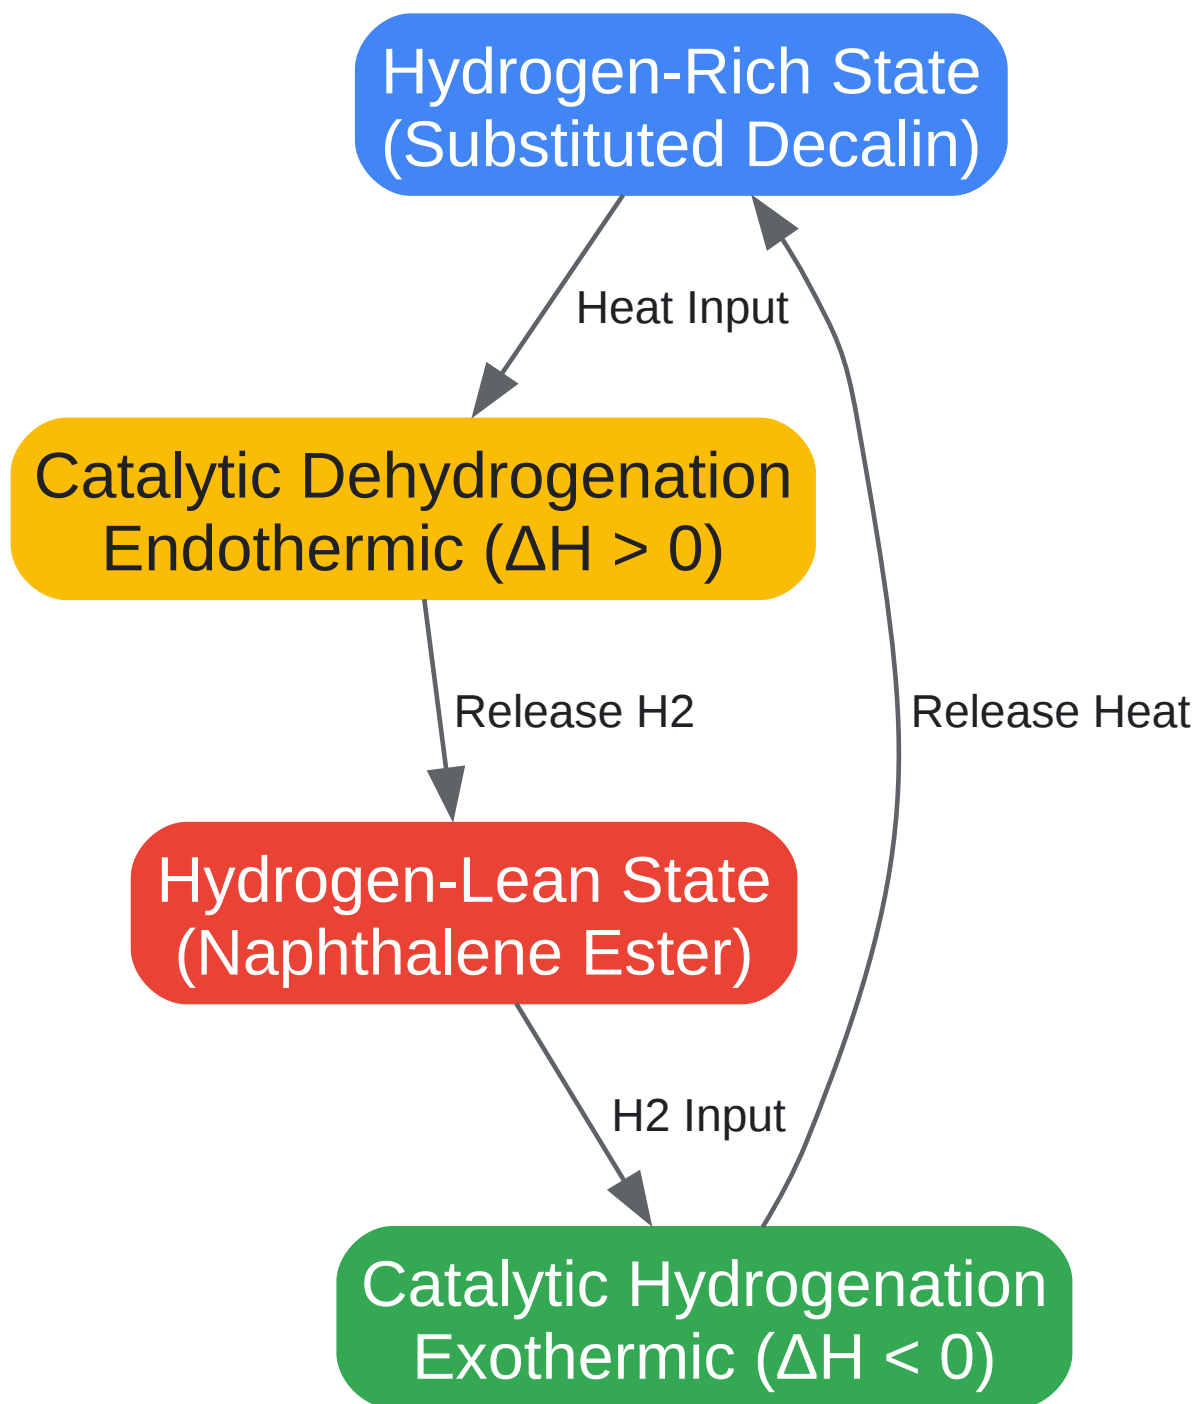 Hydrogen-Rich State
(Substituted Decalin)
Heat Input
Catalytic Dehydrogenation
Endothermic (ΔH > 0)
Release H2
Release Heat
Hydrogen-Lean State
(Naphthalene Ester)
H2 Input
Catalytic Hydrogenation
Exothermic (ΔH < 0)